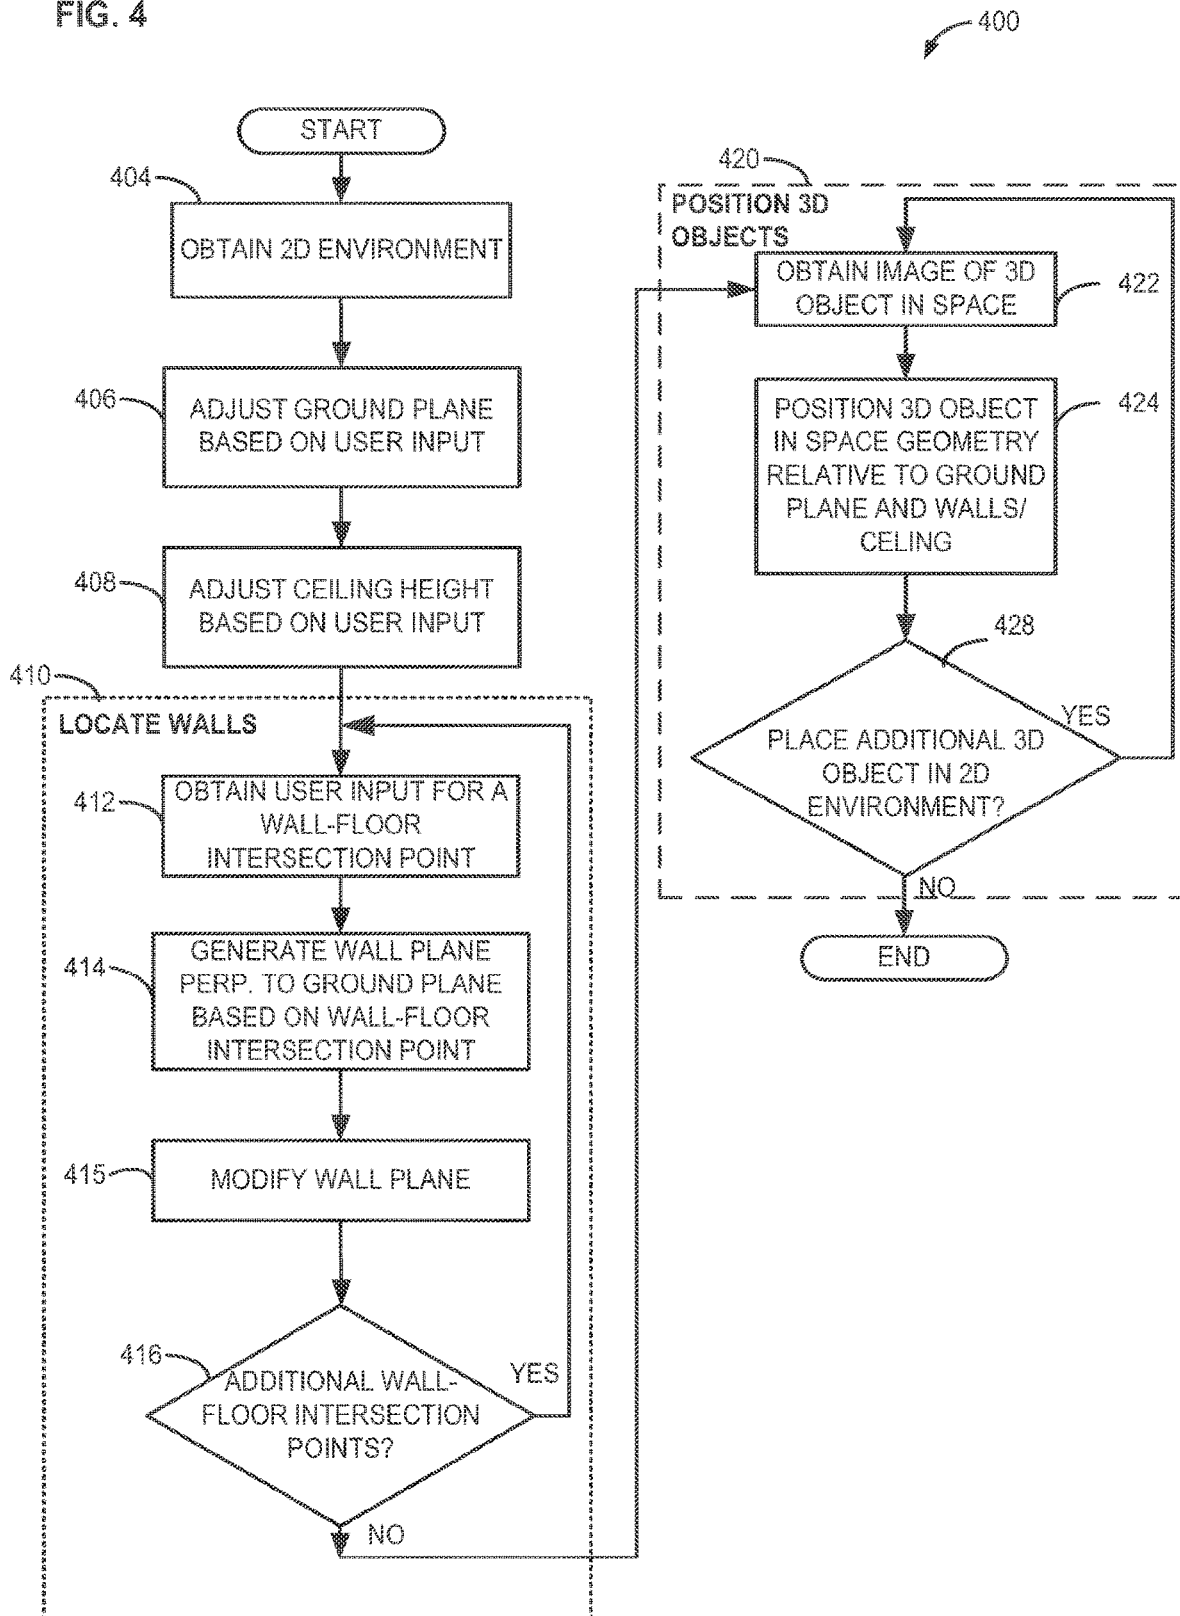 FIG. 4
400
START
404
OBTAIN 2D ENVIRONMENT
406
ADJUST GROUND PLANE
BASED ON USER INPUT
408
ADJUST CEILING HEIGHT
BASED ON USER INPUT
410
LOCATE WALLS
412
OBTAIN USER INPUT FOR A
WALL-FLOOR
INTERSECTION POINT
414
GENERATE WALL PLANE
PERP. TO GROUND PLANE
BASED ON WALL-FLOOR
INTERSECTION POINT
415
MODIFY WALL PLANE
416
ADDITIONAL WALL-
FLOOR INTERSECTION
POINTS?
YES
NO
420
POSITION 3D
OBJECTS
OBTAIN IMAGE OF 3D
OBJECT IN SPACE
422
POSITION 3D OBJECT
IN SPACE GEOMETRY
RELATIVE TO GROUND
PLANE AND WALLS/
CELING
424
428
PLACE ADDITIONAL 3D
OBJECT IN 2D
ENVIRONMENT?
YES
NO
END